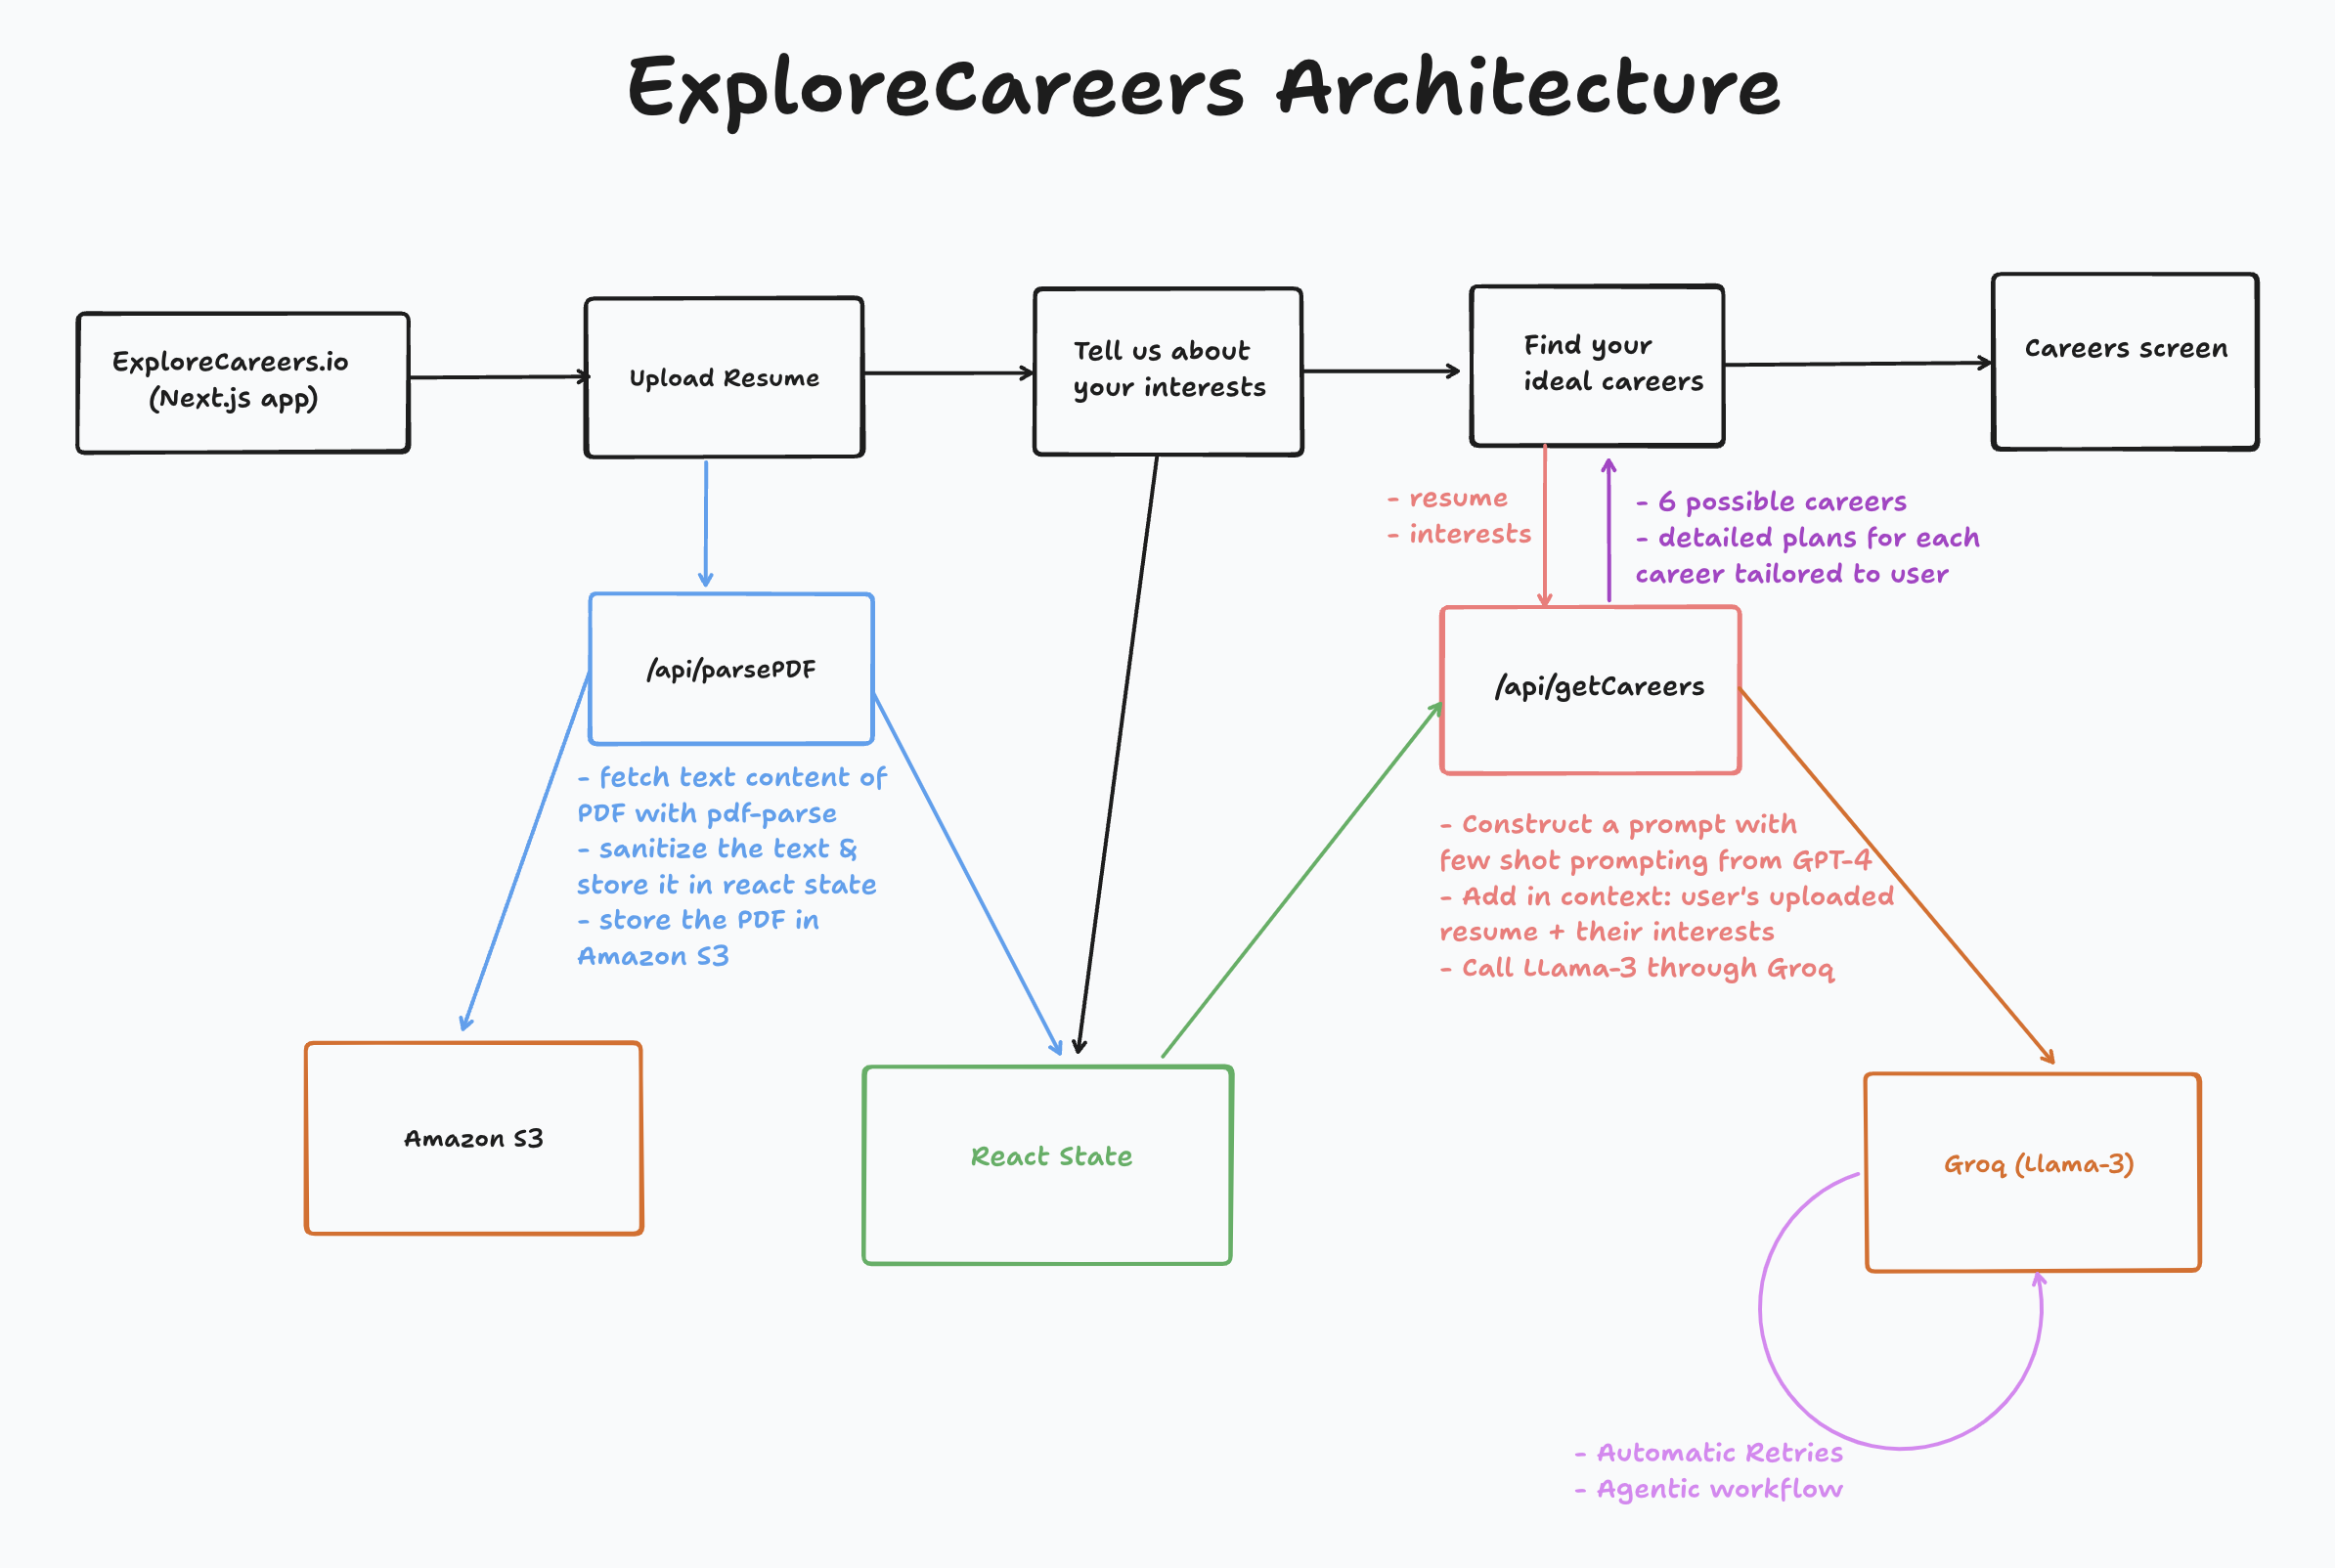 ExploreCareers Architecture
ExploreCareers.io
(Next.js app)
Upload Resume
Tell us about
your interests
Find your
ideal careers
Careers screen
- resume
- interests
- 6 possible careers
- detailed plans for each
career tailored to user
/api/parsePDF
- fetch text content of
PDF with pdf-parse
- sanitize the text &
store it in react state
- store the PDF in
Amazon S3
/api/getCareers
- Construct a prompt with
few shot prompting from GPT-4
- Add in context: user's uploaded
resume + their interests
- Call LLama-3 through Groq
Amazon S3
React State
Groq (Llama-3)
- Automatic Retries
- Agentic workflow